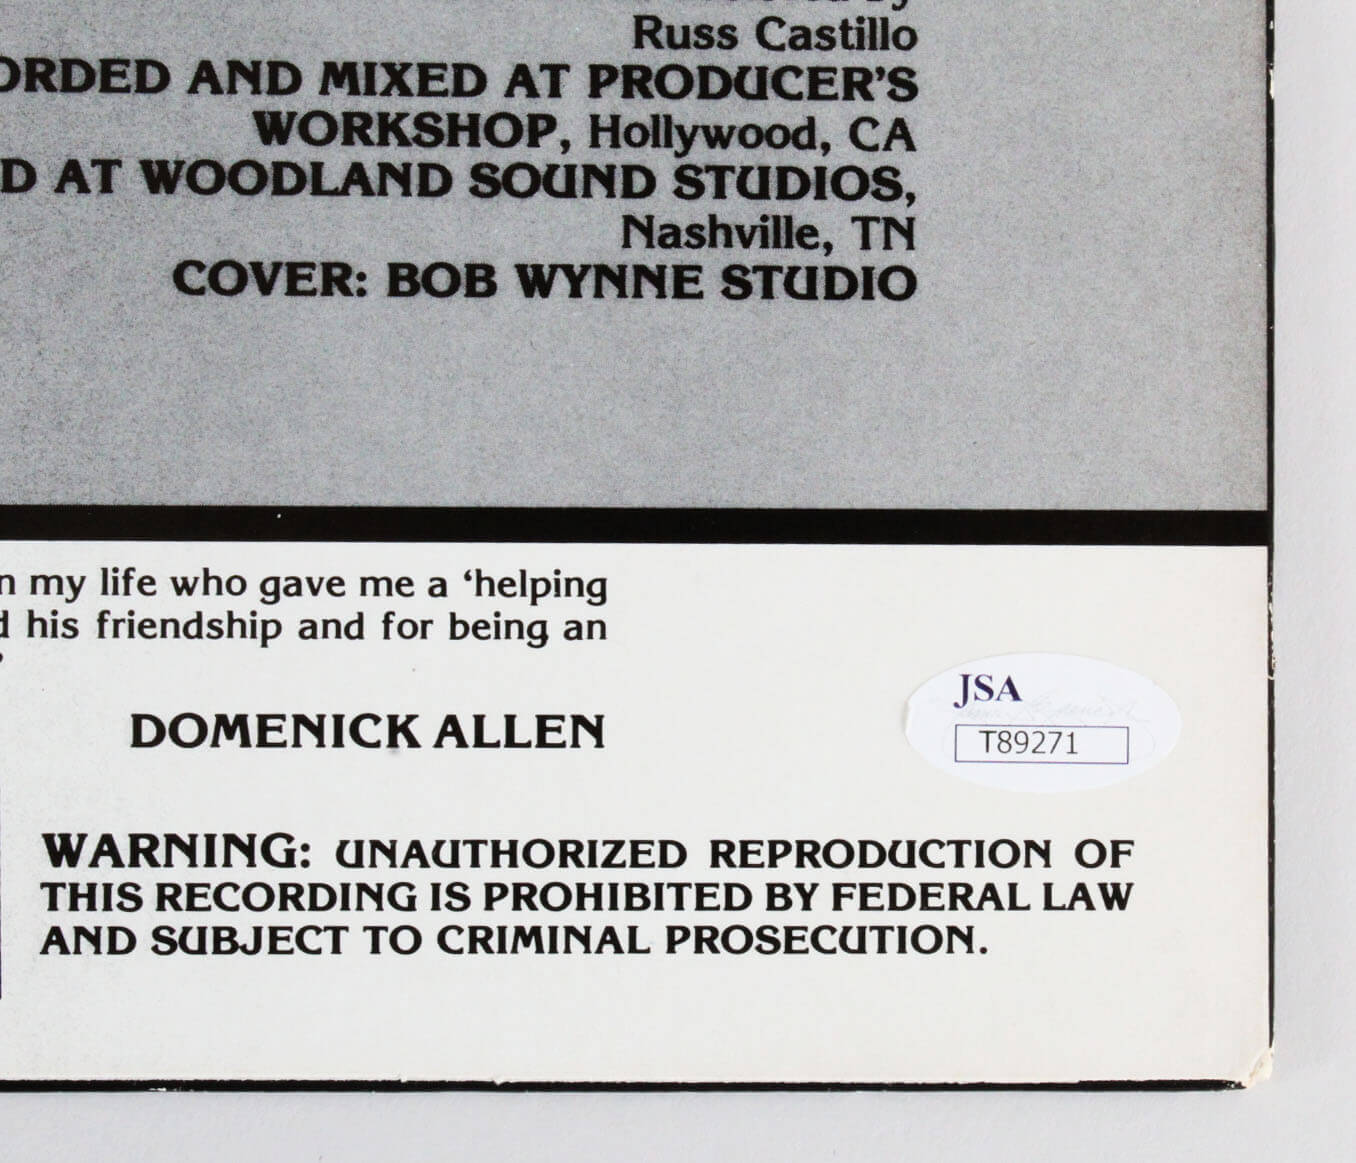 Russ Castillo
ORDED AND MIXED AT PRODUCER'S
WORKSHOP, Hollywood, CA
D AT WOODLAND SOUND STUDIOS,
Nashville, TN
COVER: BOB WYNNE STUDIO
n my life who gave me a ‘helping
d his friendship and for being an
DOMENICK ALLEN
JSA
T89271
WARNING: UNAUTHORIZED REPRODUCTION OF
THIS RECORDING IS PROHIBITED BY FEDERAL LAW
AND SUBJECT TO CRIMINAL PROSECUTION.